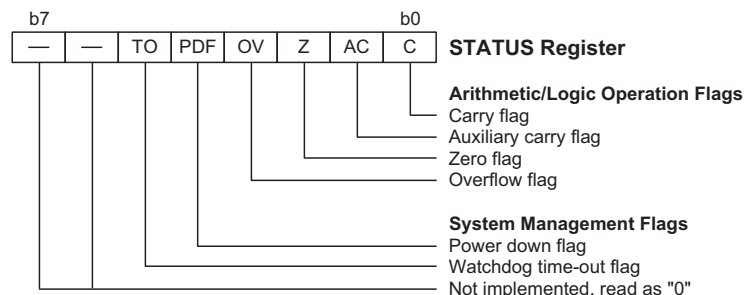 b7 b0
— — TO PDF OV Z AC C STATUS Register
Arithmetic/Logic Operation Flags
Carry flag
Auxiliary carry flag
Zero flag
Overflow flag
System Management Flags
Power down flag
Watchdog time-out flag
Not implemented, read as "0"